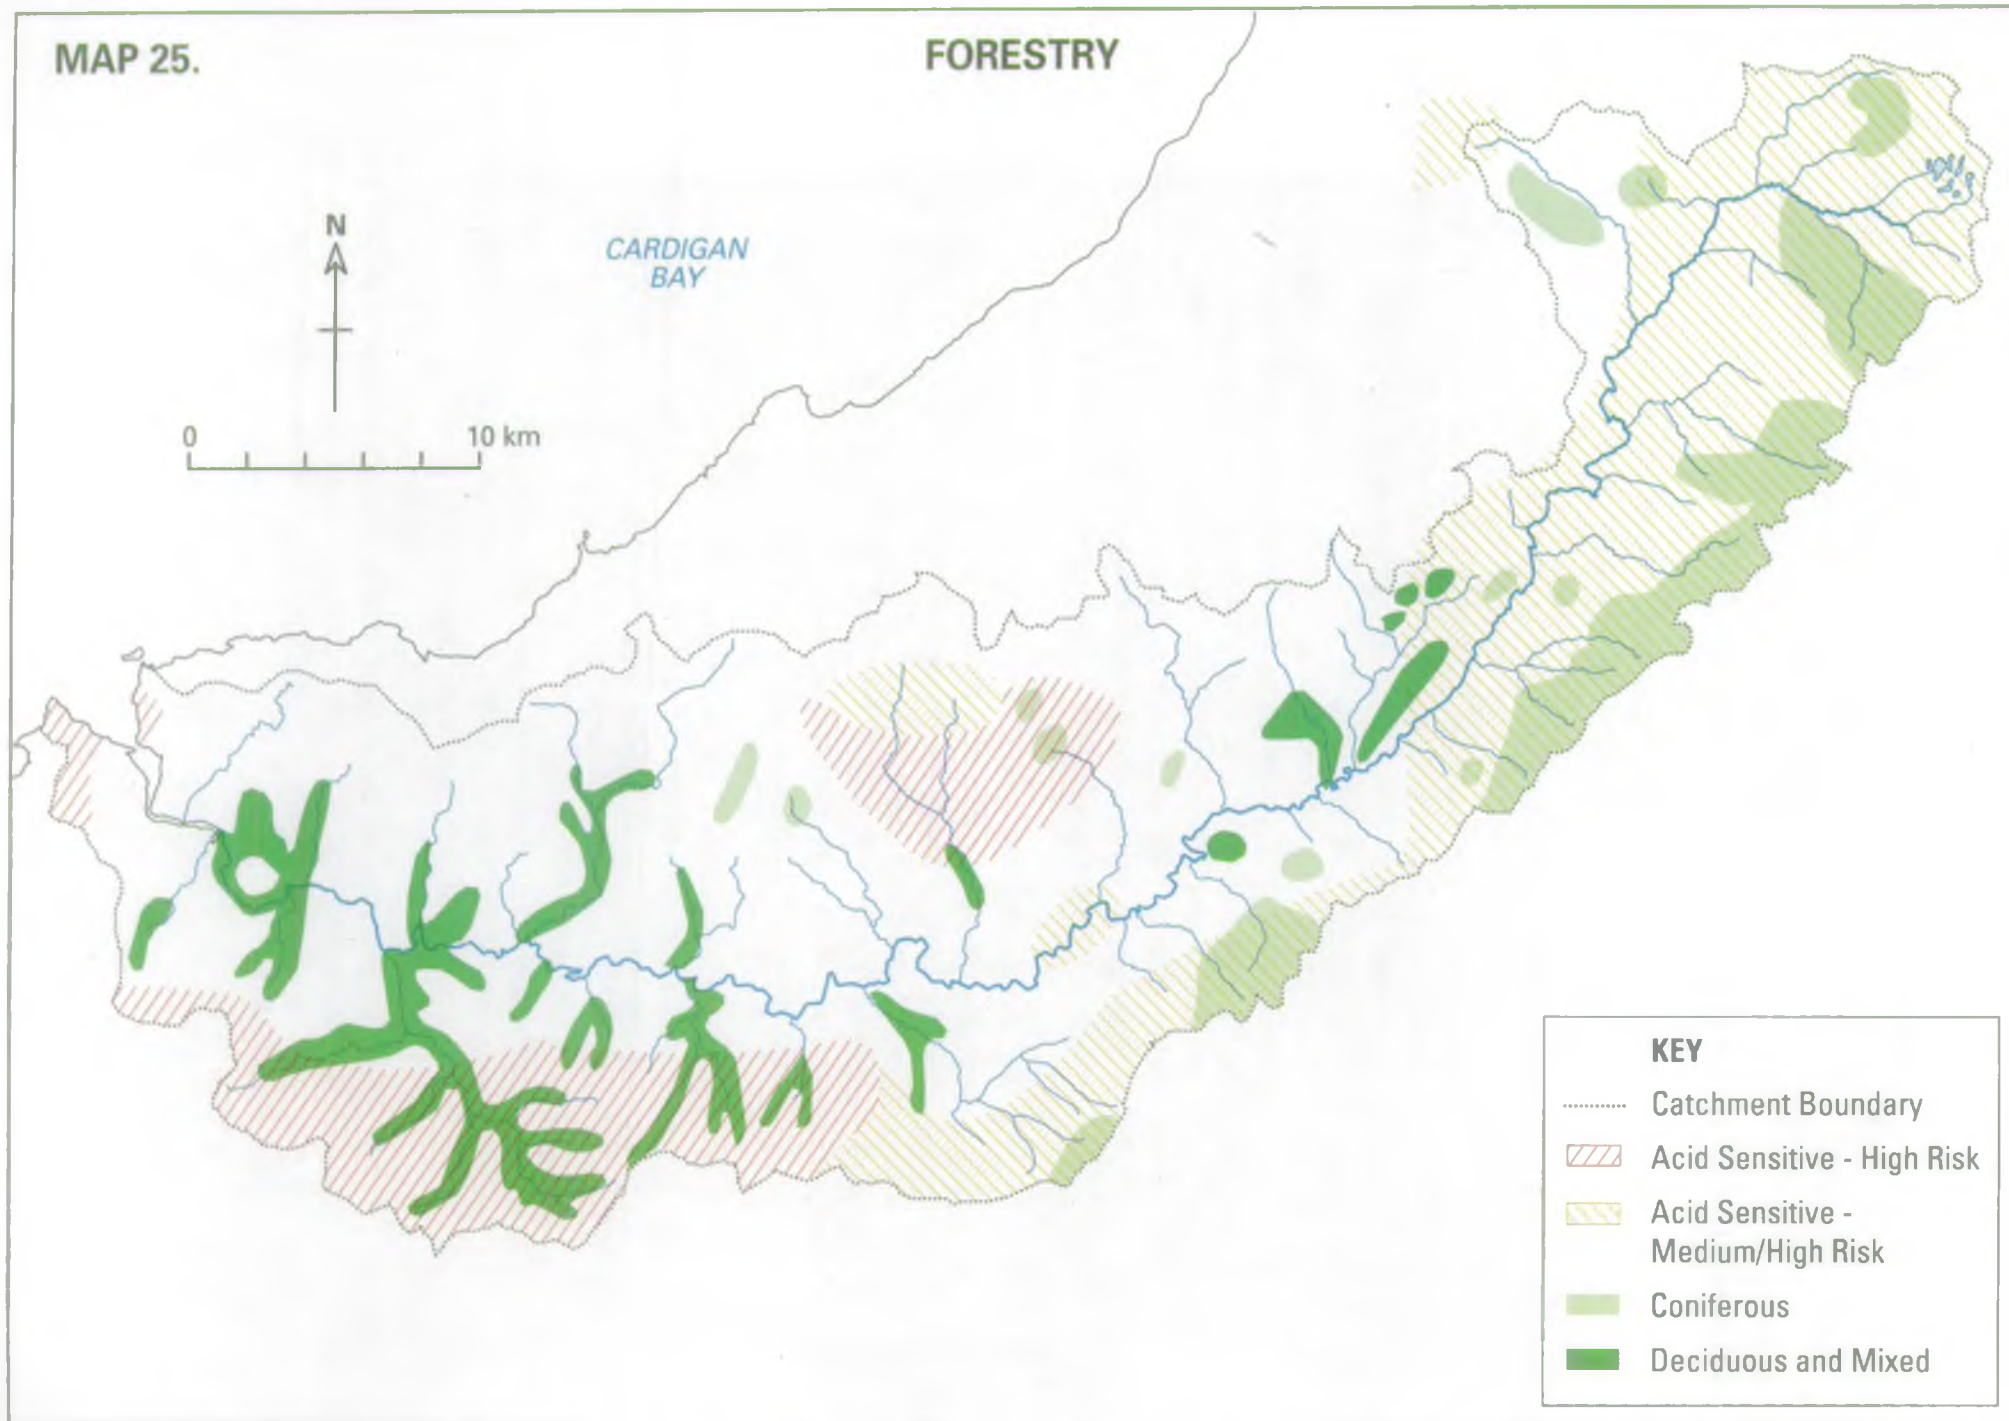 MAP 25.
FORESTRY
N
CARDIGAN
BAY
0
10 km
KEY
Catchment Boundary
Acid Sensitive - High Risk
Acid Sensitive -
Medium/High Risk
Coniferous
Deciduous and Mixed